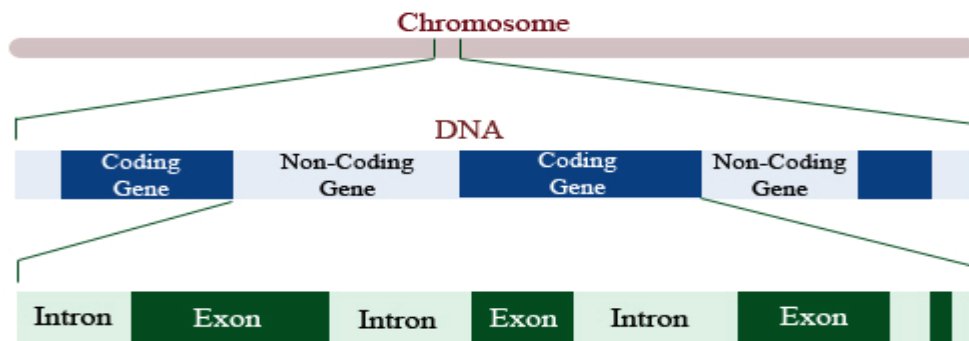 Chromosome
DNA
Coding Gene
Non-Coding Gene
Coding Gene
Non-Coding Gene
Intron
Exon
Intron
Exon
Intron
Exon